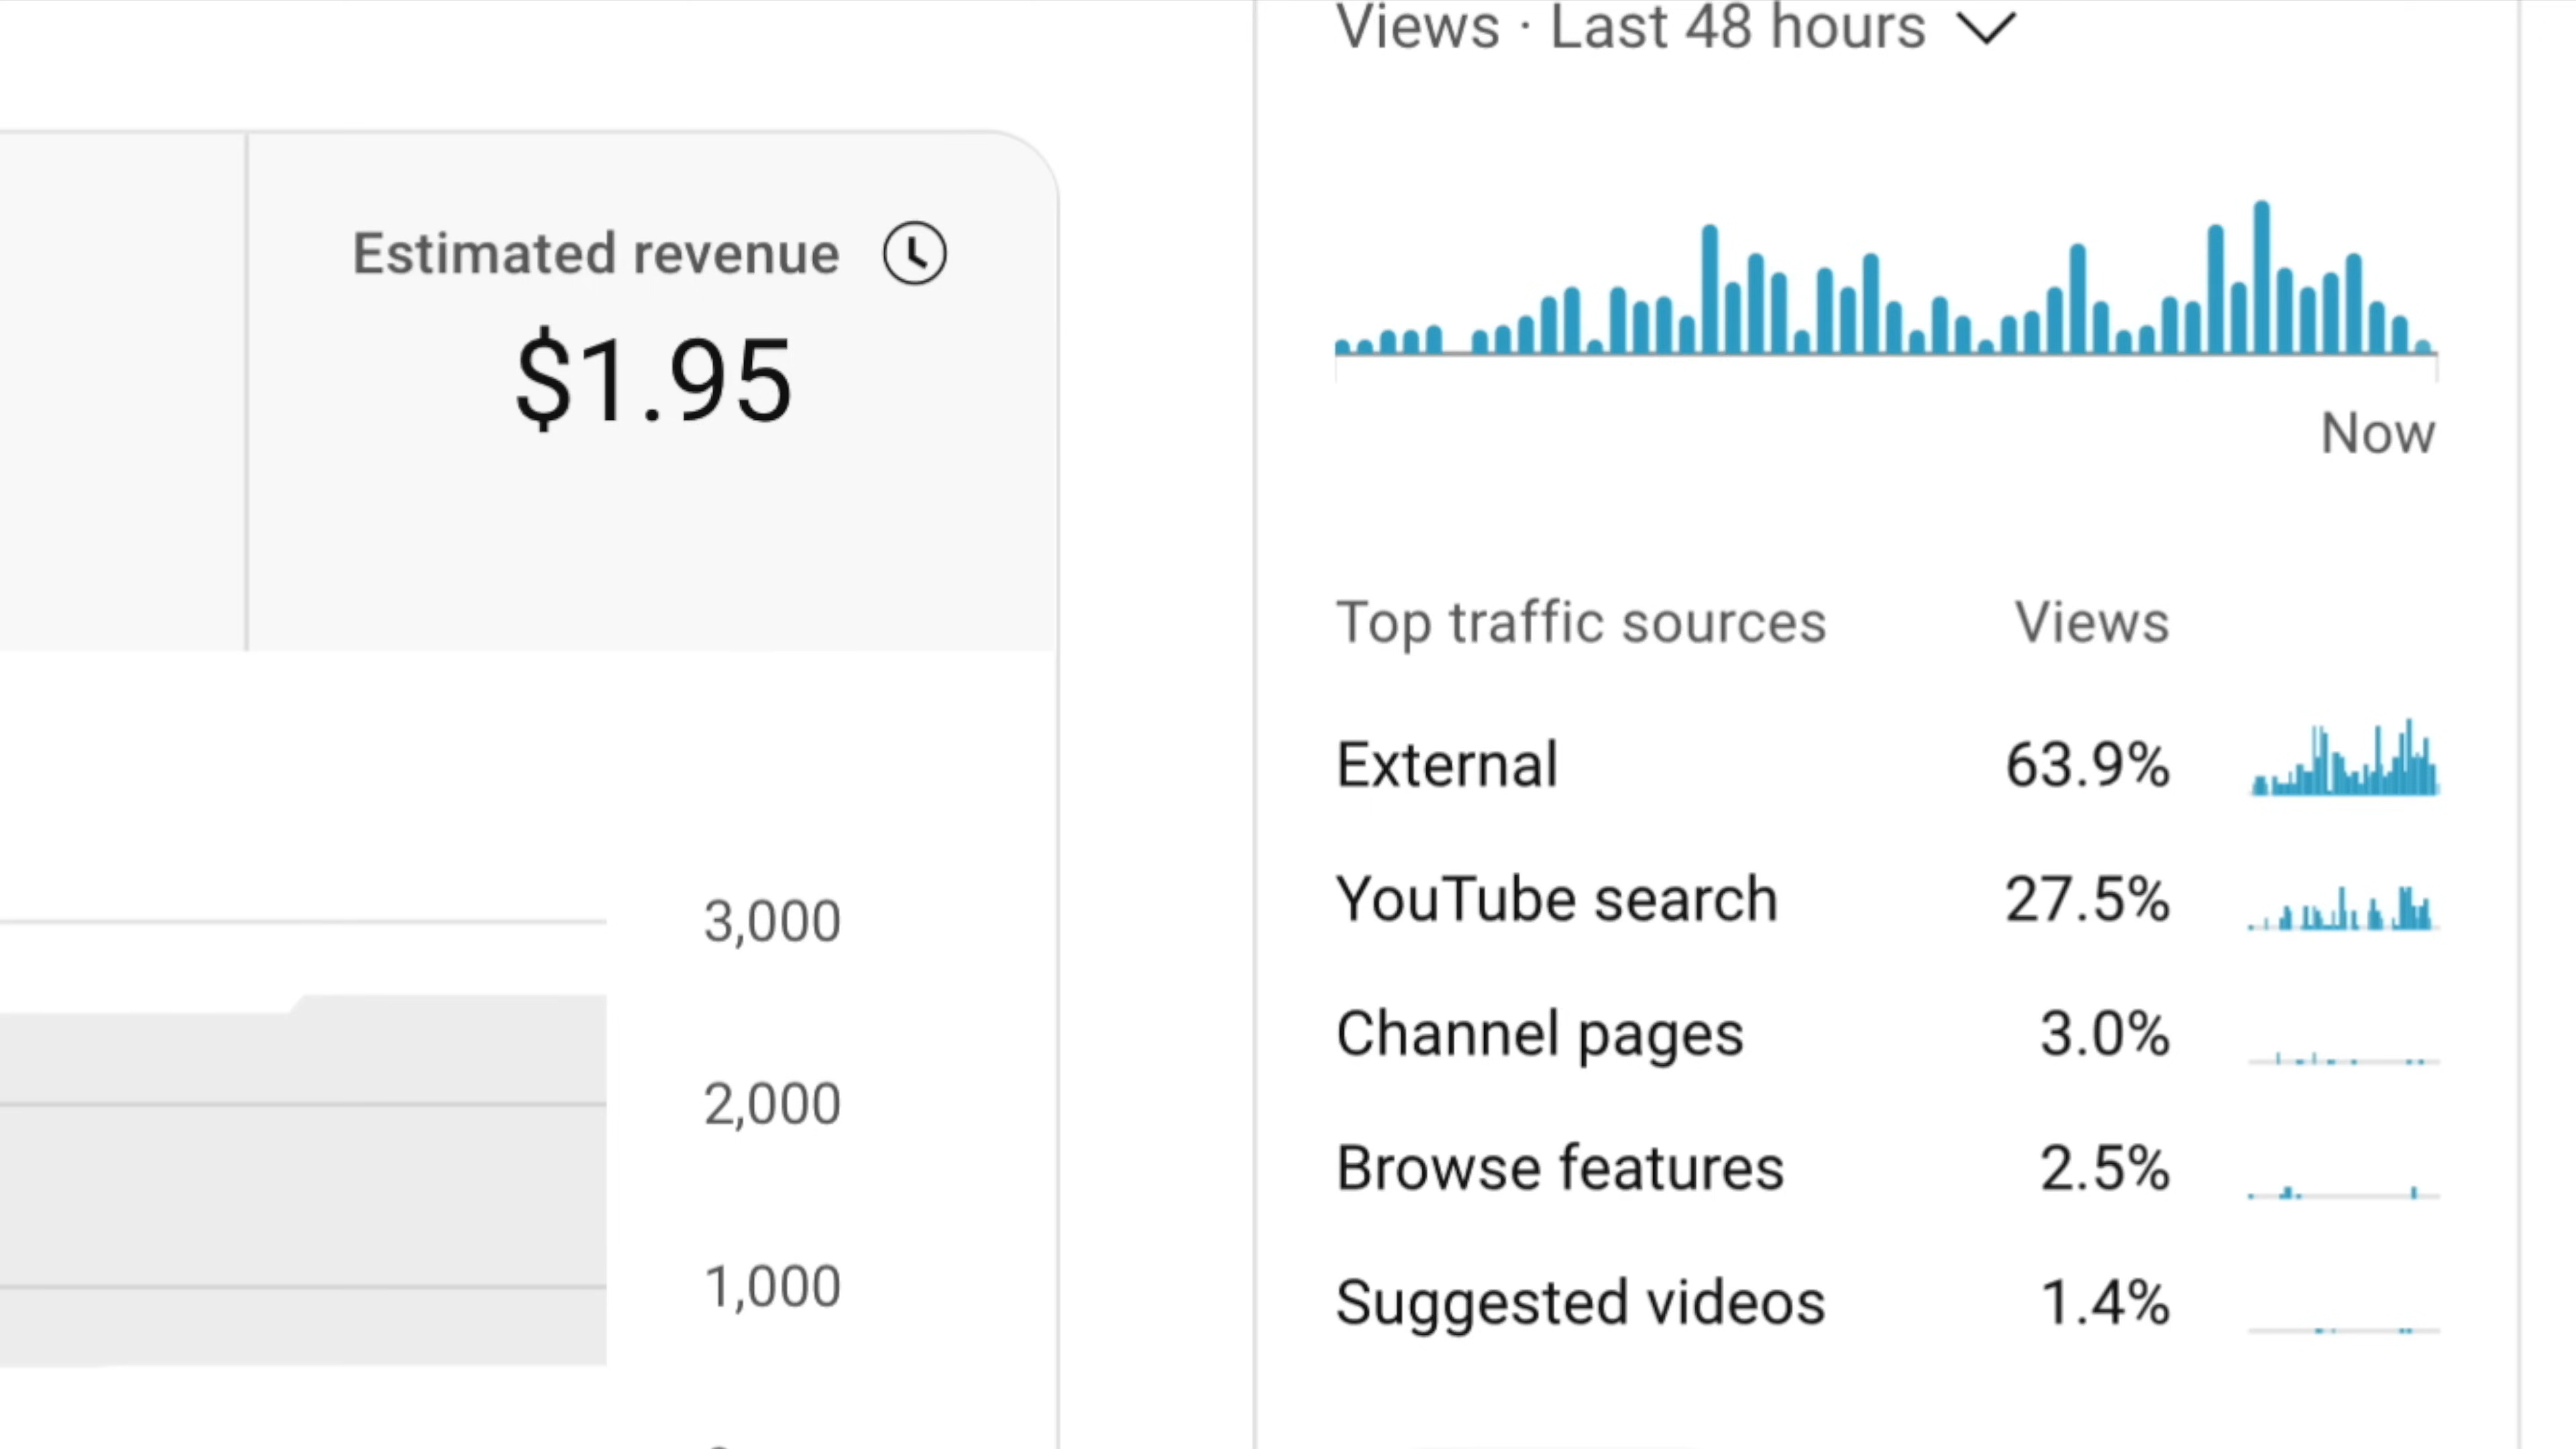 Views · Last 48 hours
Estimated revenue
$1.95
Now
Top traffic sources Views
External 63.9%
YouTube search 27.5%
Channel pages 3.0%
Browse features 2.5%
Suggested videos 1.4%
3,000
2,000
1,000